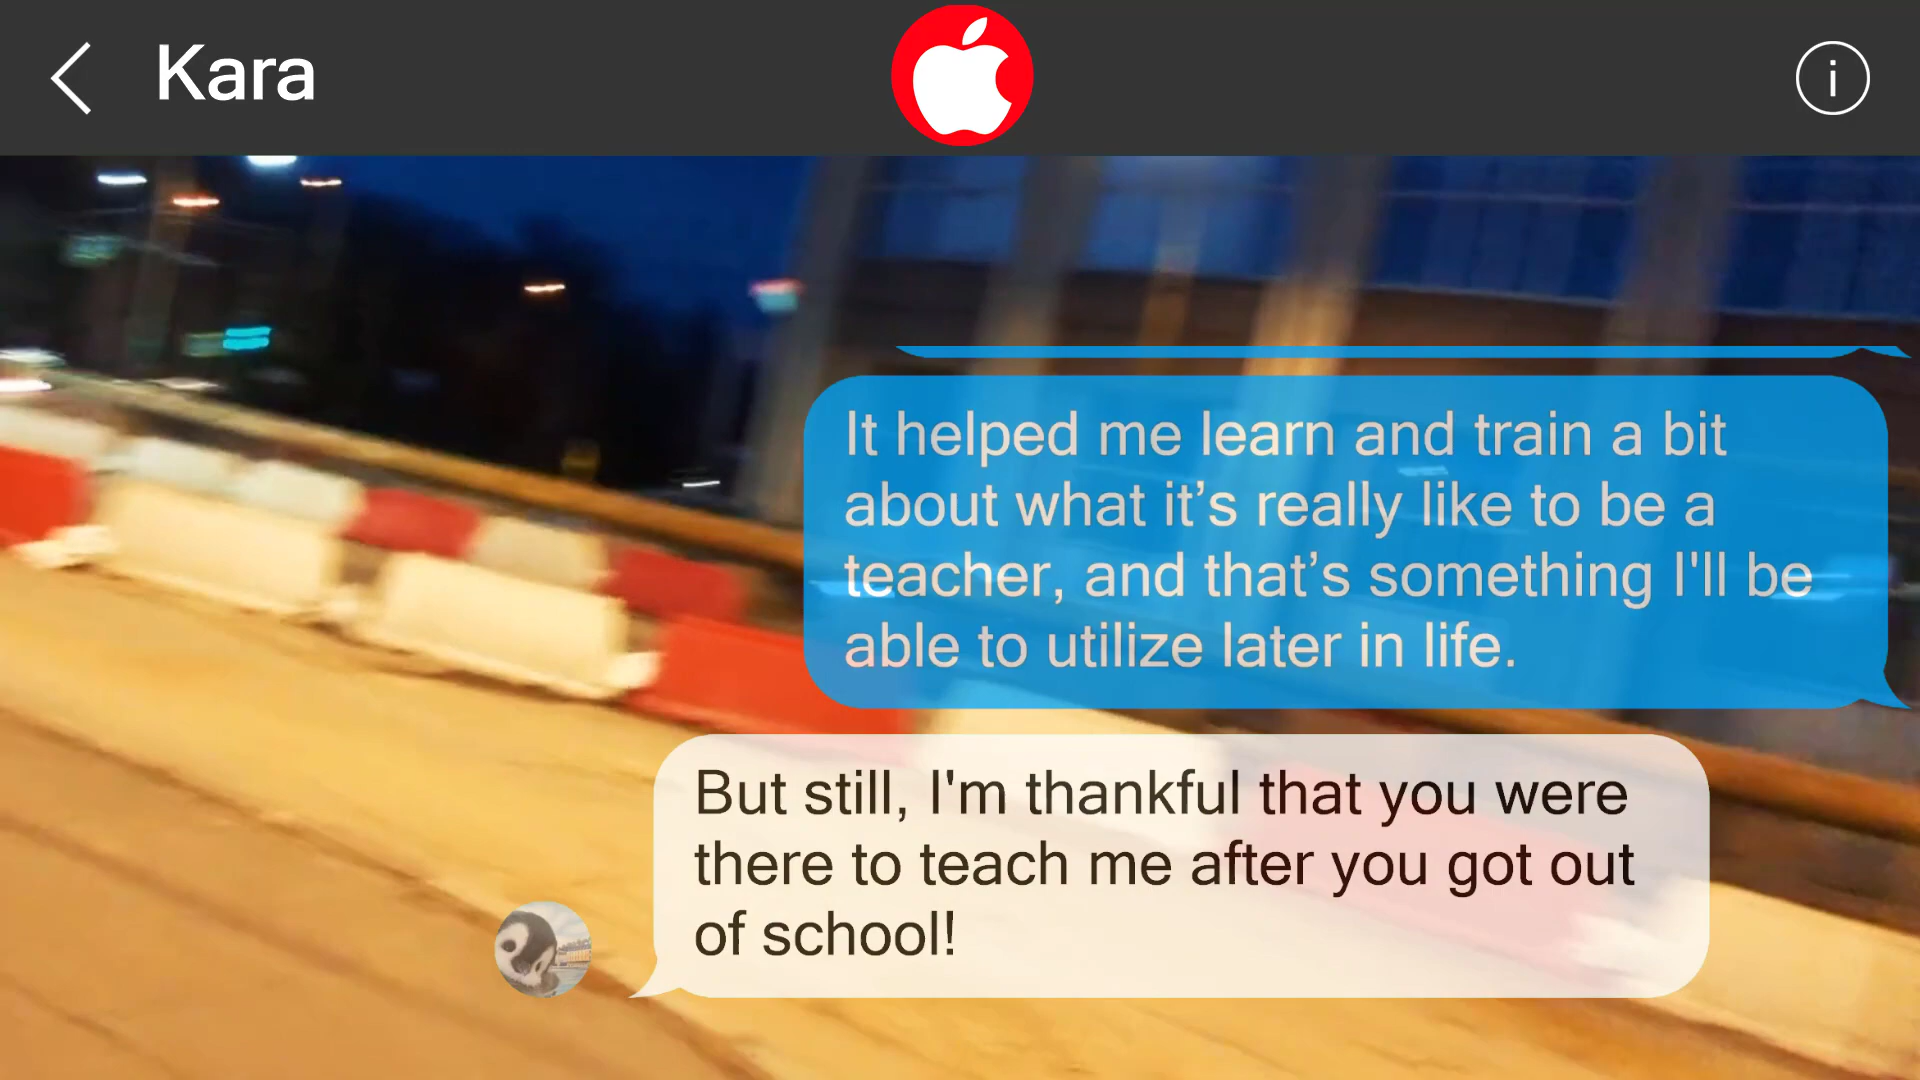 Kara
It helped me learn and train a bit
about what it’s really like to be a
teacher, and that’s something I'll be
able to utilize later in life.
But still, I'm thankful that you were
there to teach me after you got out
of school!